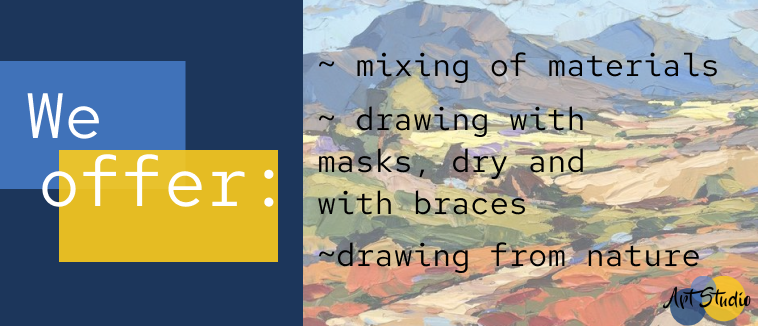 We
offer:
~ mixing of materials
~ drawing with
masks, dry and
with braces
~drawing from nature
Art Studio